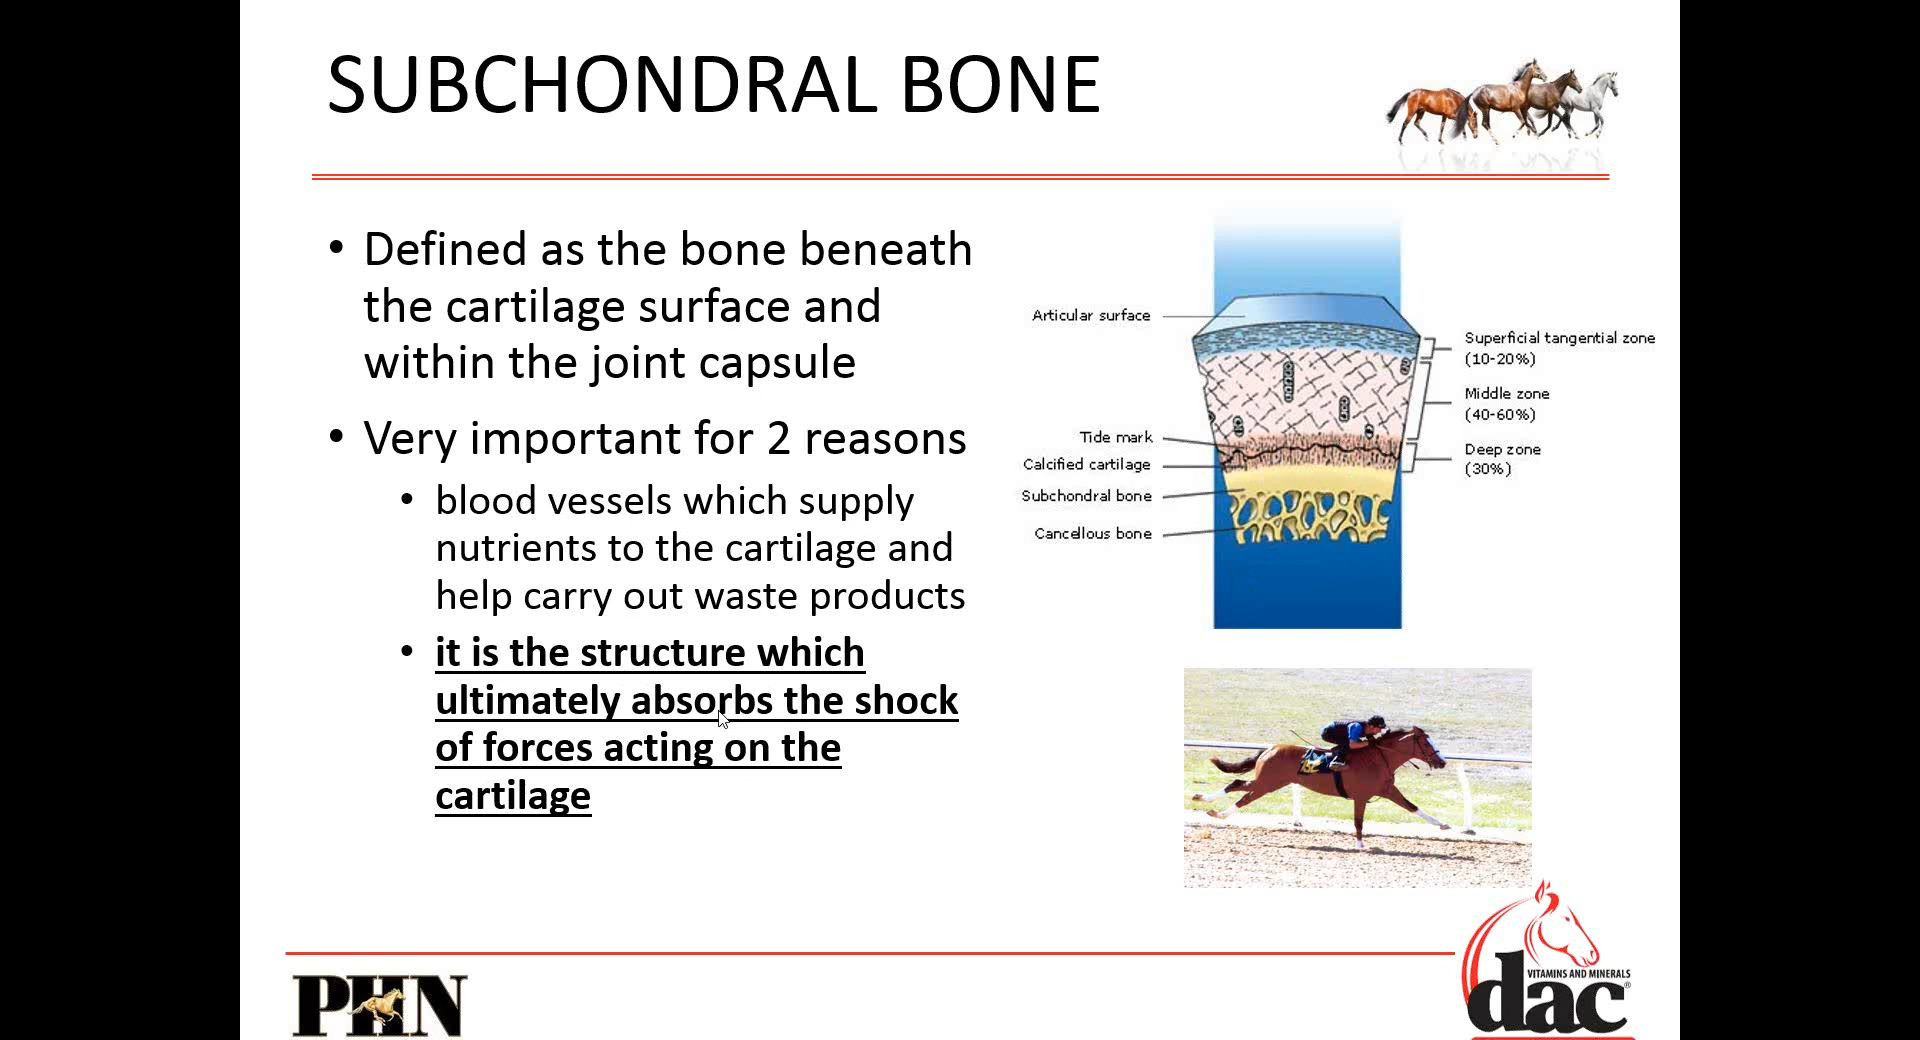 SUBCHONDRAL BONE
• Defined as the bone beneath
the cartilage surface and
within the joint capsule
• Very important for 2 reasons
• blood vessels which supply
nutrients to the cartilage and
help carry out waste products
• it is the structure which
ultimately absorbs the shock
of forces acting on the
cartilage
Articular surface
Tide mark
Calcified cartilage
Subchondral bone
Cancellous bone
Superficial tangential zone
(10-20%)
Middle zone
(40-60%)
Deep zone
(30%)
PHN
VITAMINS AND MINERALS
dac®